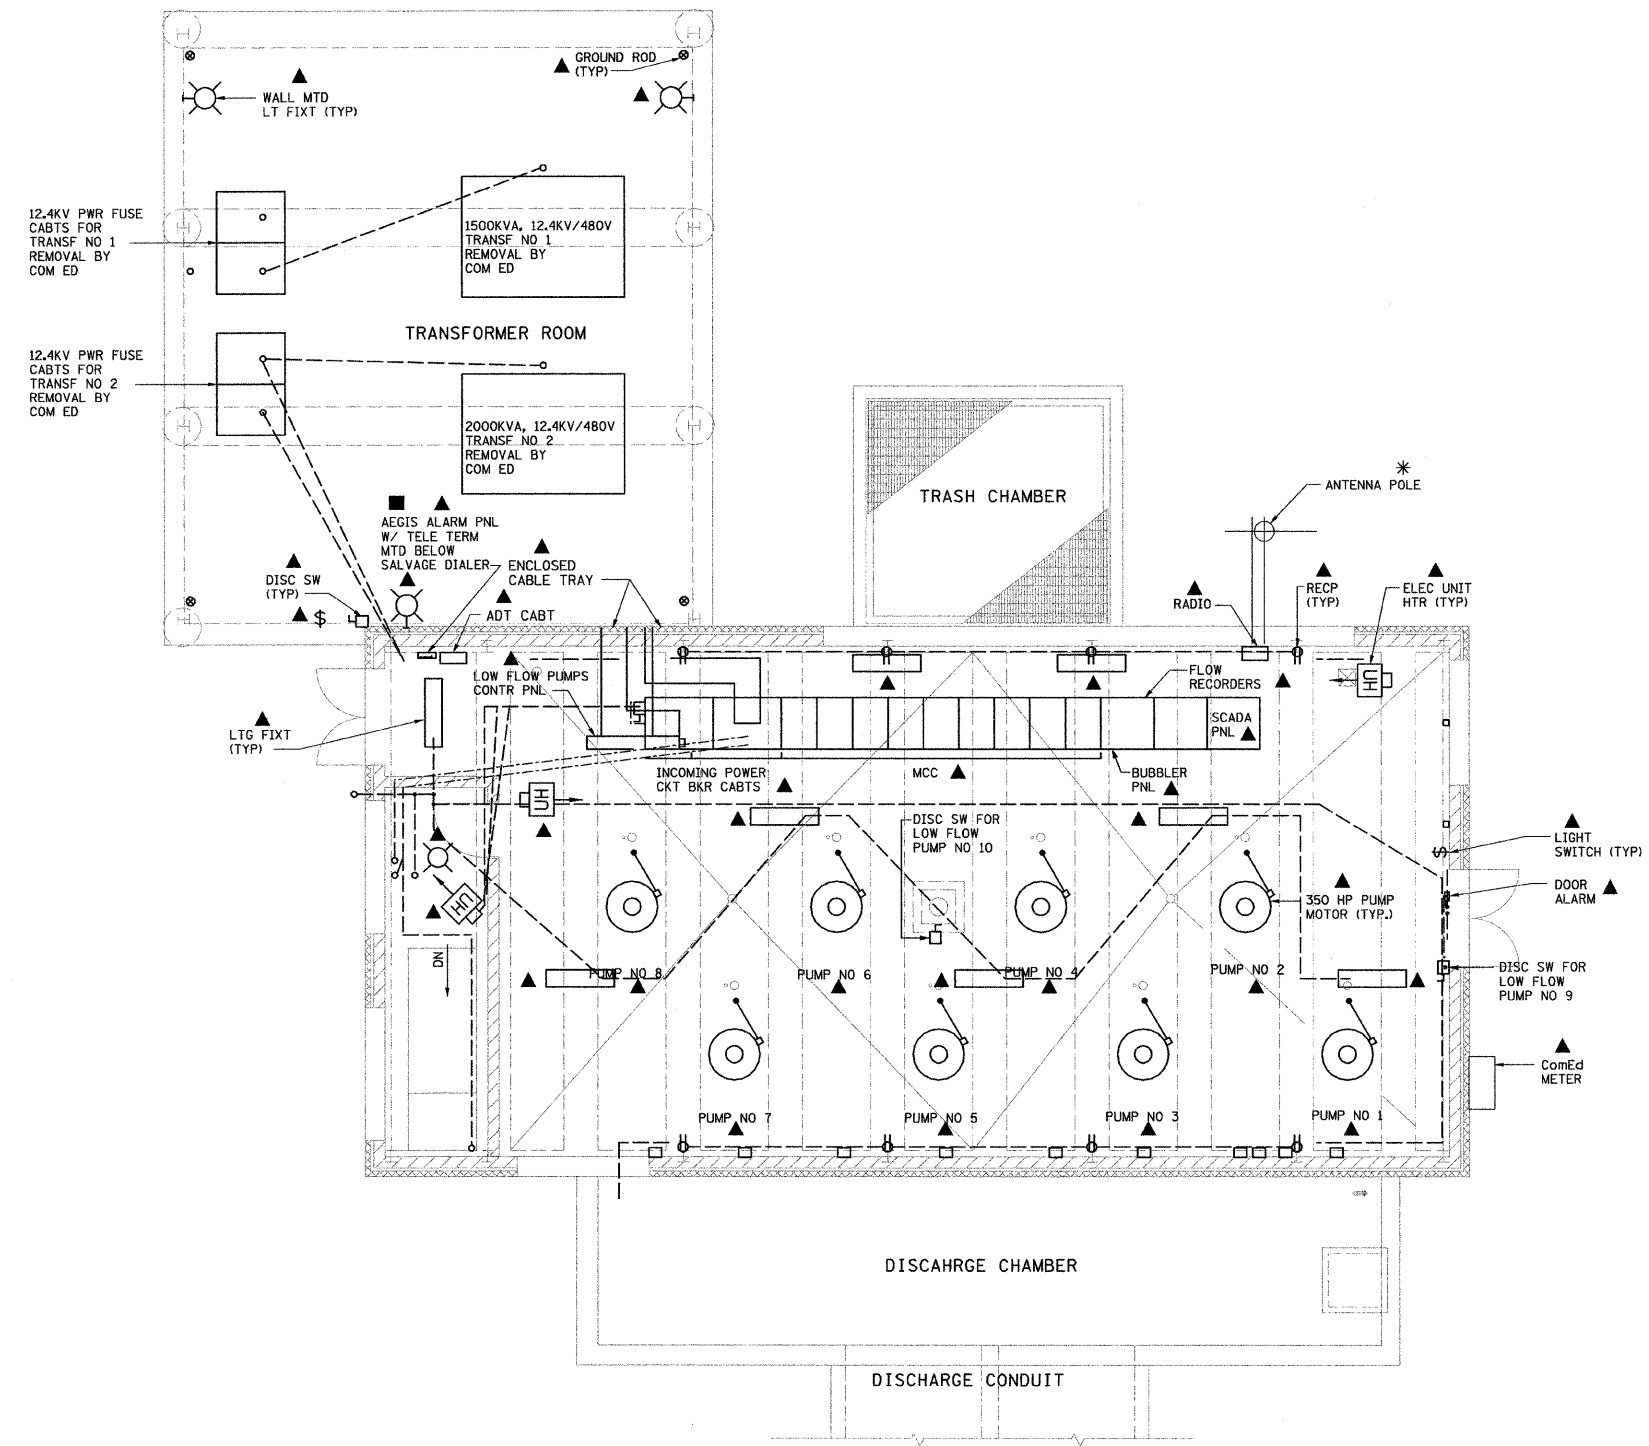 GROUND ROD
(TYP)
WALL MTD
LT FIXT (TYP)
12.4KV PWR FUSE
CABTS FOR
TRANSF NO 1
REMOVAL BY
COM ED
1500KVA, 12.4KV/480V
TRANSF NO 1
REMOVAL BY
COM ED
TRANSFORMER ROOM
12.4KV PWR FUSE
CABTS FOR
TRANSF NO 2
REMOVAL BY
COM ED
2000KVA, 12.4KV/480V
TRANSF NO 2
REMOVAL BY
COM ED
TRASH CHAMBER
ANTENNA POLE
AEGIS ALARM PNL
W/ TELE TERM
MTD BELOW
SALVAGE DIALER
ENCLOSED
CABLE TRAY
DISC SW
(TYP)
$
ADT CABT
RADIO
RECP
(TYP)
ELEC UNIT
HTR (TYP)
LOW FLOW PUMPS
CONTR PNL
FLOW
RECORDERS
UH
SCADA
PNL
LTG FIXT
(TYP)
INCOMING POWER
CKT BKR CABTS
MCC
BUBBLER
PNL
UH
DISC SW FOR
LOW FLOW
PUMP NO 10
LIGHT
SWITCH (TYP)
UH
350 HP PUMP
MOTOR (TYP.)
DOOR
ALARM
DN
PUMP NO 8
PUMP NO 6
PUMP NO 4
PUMP NO 2
DISC SW FOR
LOW FLOW
PUMP NO 9
ComEd
METER
PUMP NO 7
PUMP NO 5
PUMP NO 3
PUMP NO 1
DISCAHRGE CHAMBER
DISCHARGE CONDUIT